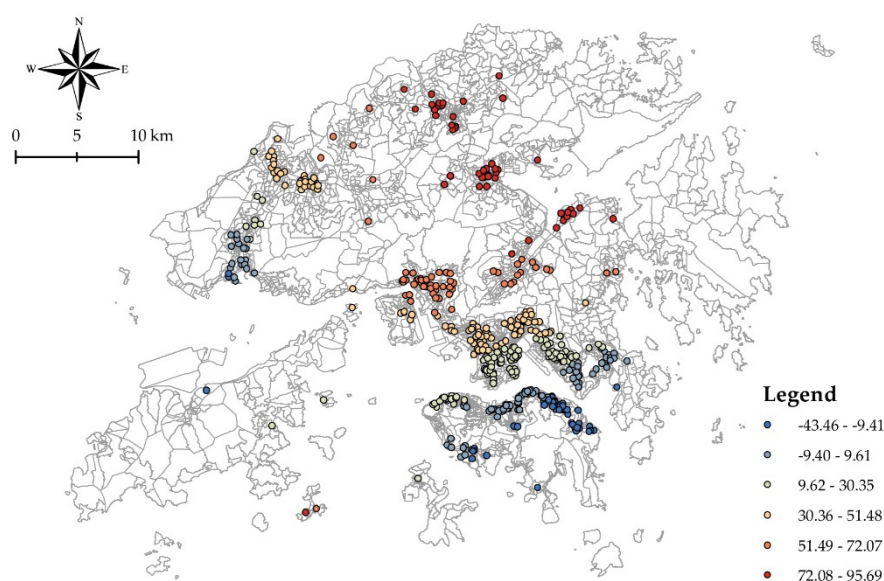 N
W E
S
0 5 10 km
Legend
-43.46 - -9.41
-9.40 - 9.61
9.62 - 30.35
30.36 - 51.48
51.49 - 72.07
72.08 - 95.69